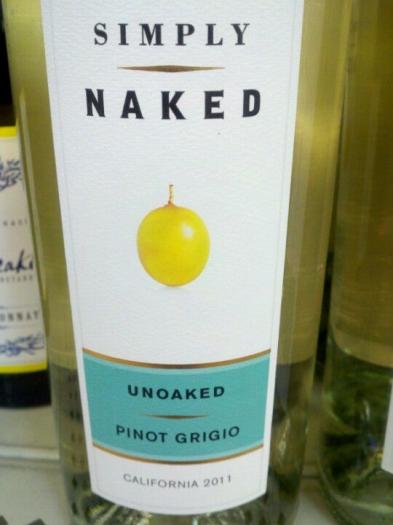 SIMPLY
NAKED
UNOAKED
PINOT GRIGIO
CALIFORNIA 2011